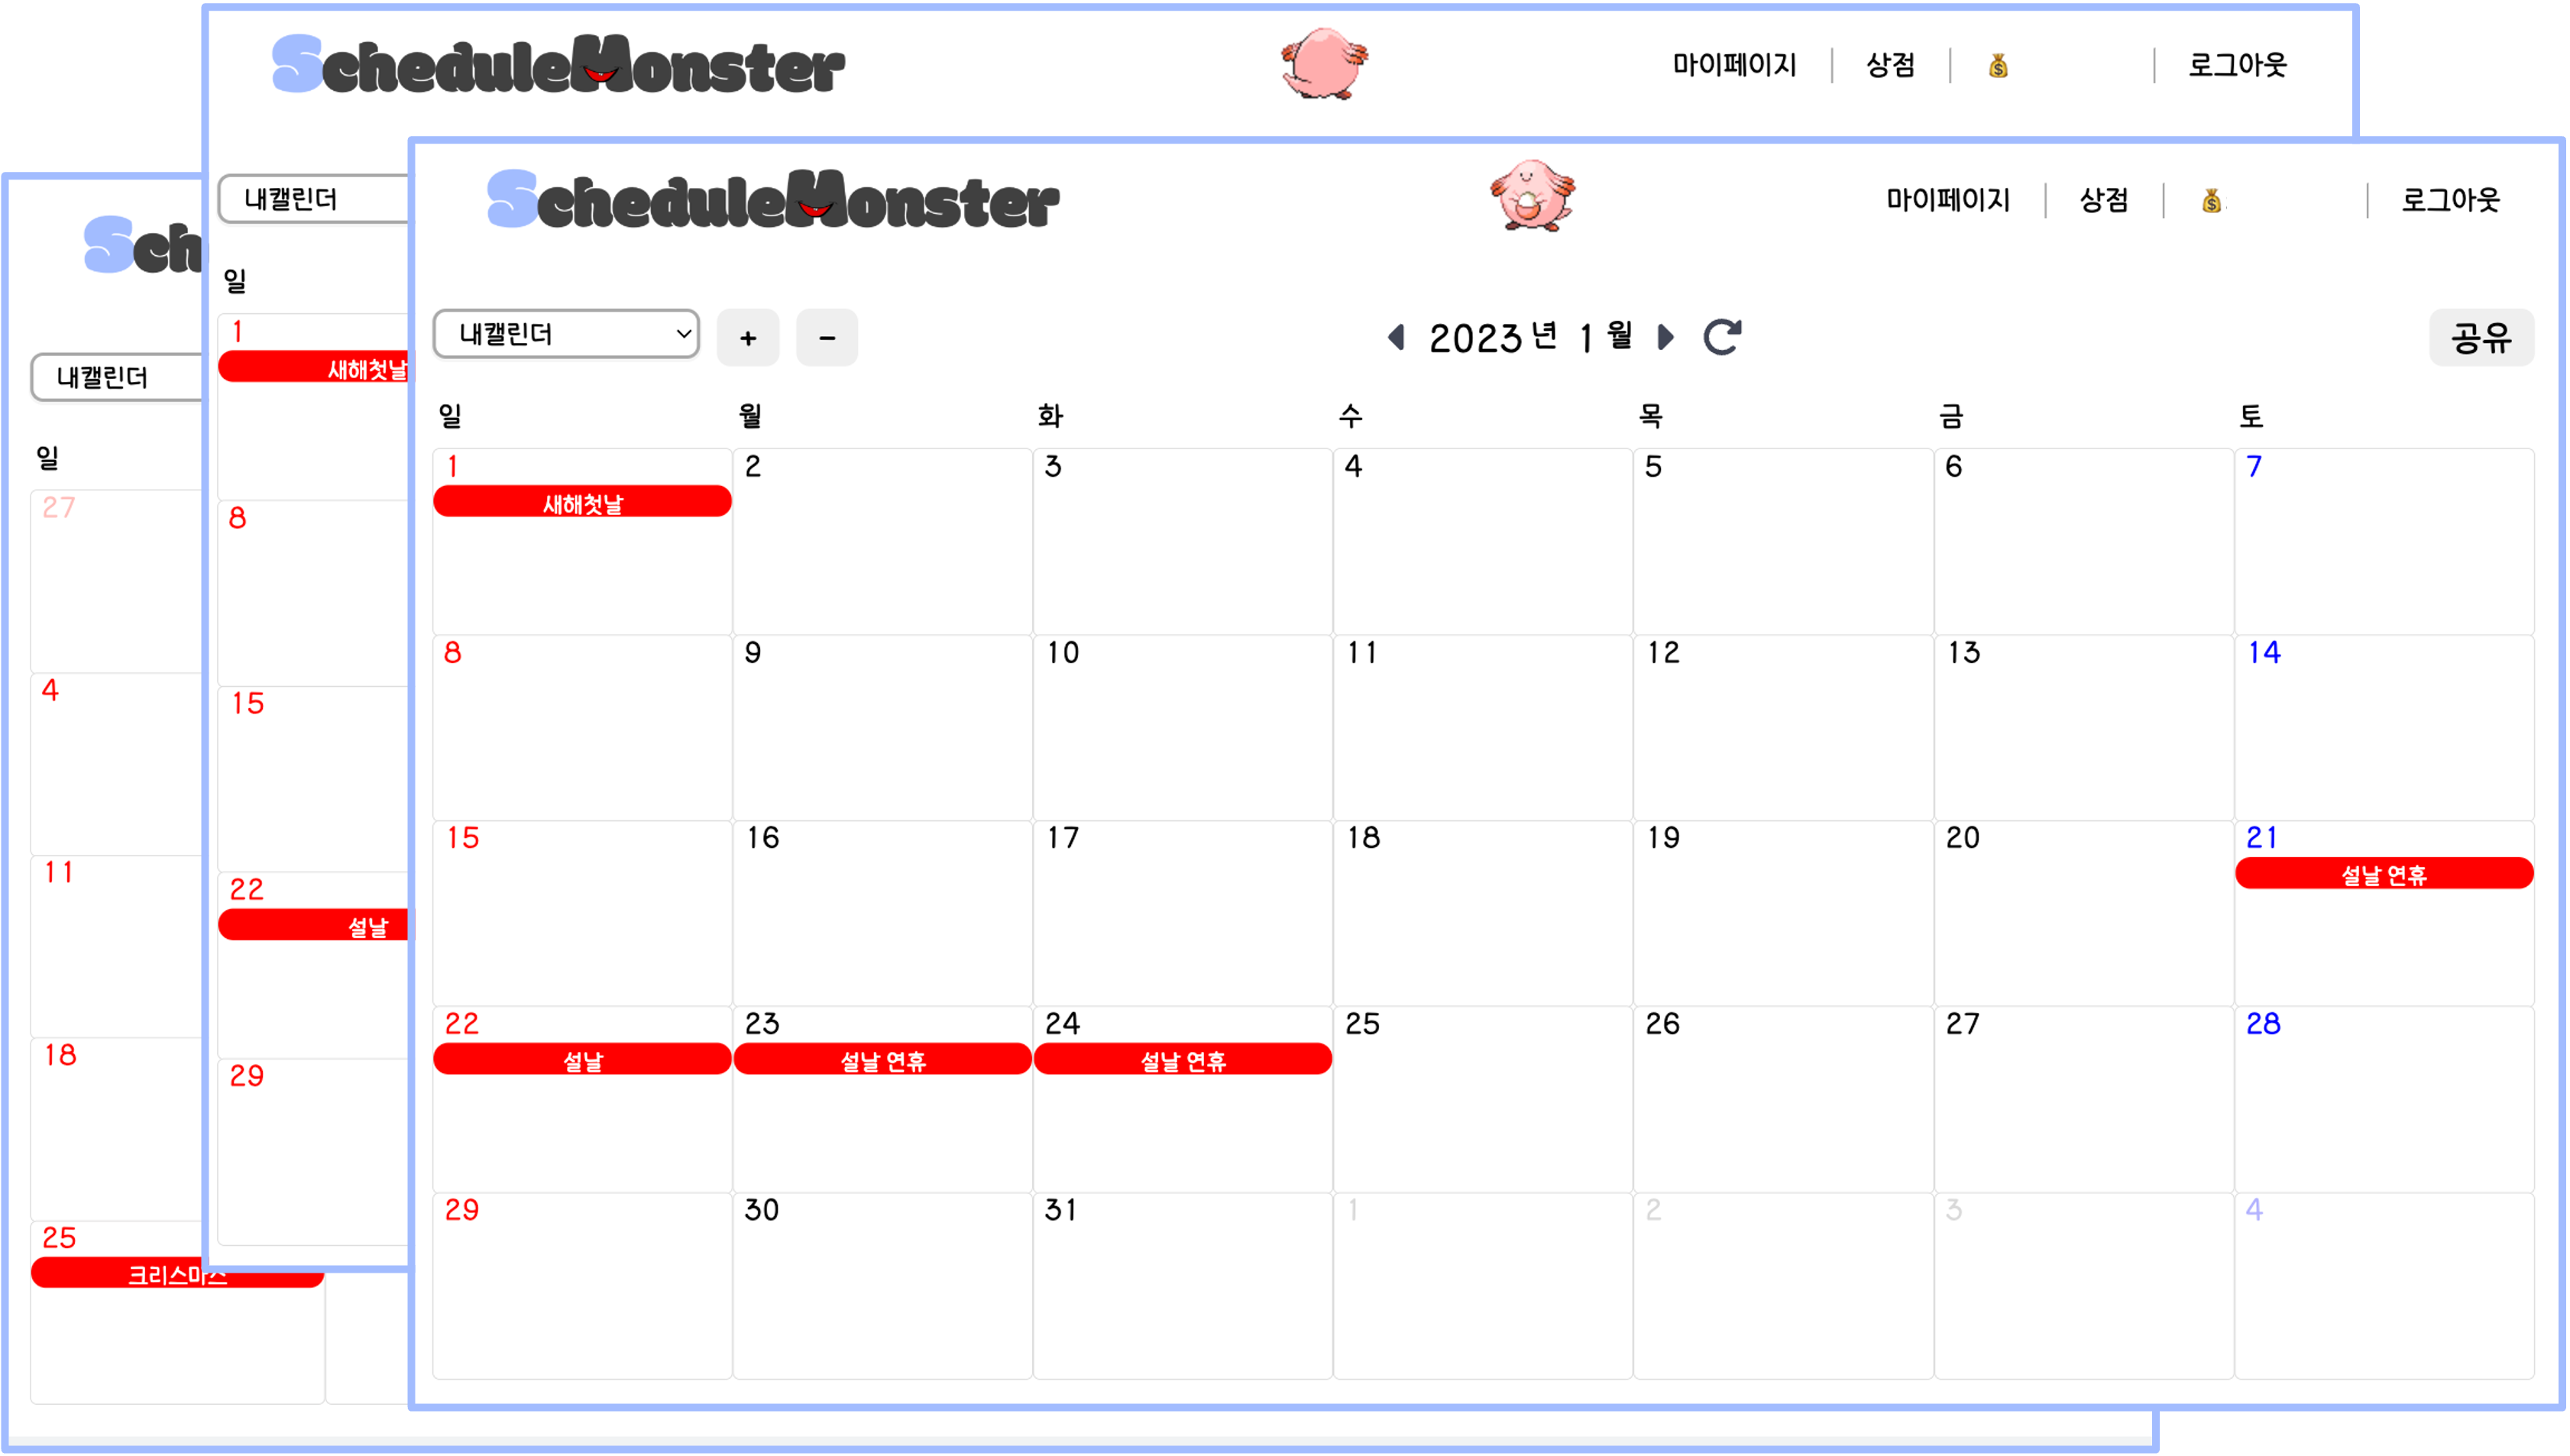 ScheduleMonster
마이페이지 상점 로그아웃
내캘린더
일
1
새해첫날
8
15
22
설날
29
Sch
내캘린더
일
27
4
11
18
25
크리스마스
ScheduleMonster
마이페이지 상점 로그아웃
내캘린더 + - 2023년 1월 공유
일 월 화 수 목 금 토
1 2 3 4 5 6 7
새해첫날
8 9 10 11 12 13 14
15 16 17 18 19 20 21
설날 연휴
22 23 24 25 26 27 28
설날 설날 연휴 설날 연휴
29 30 31 1 2 3 4